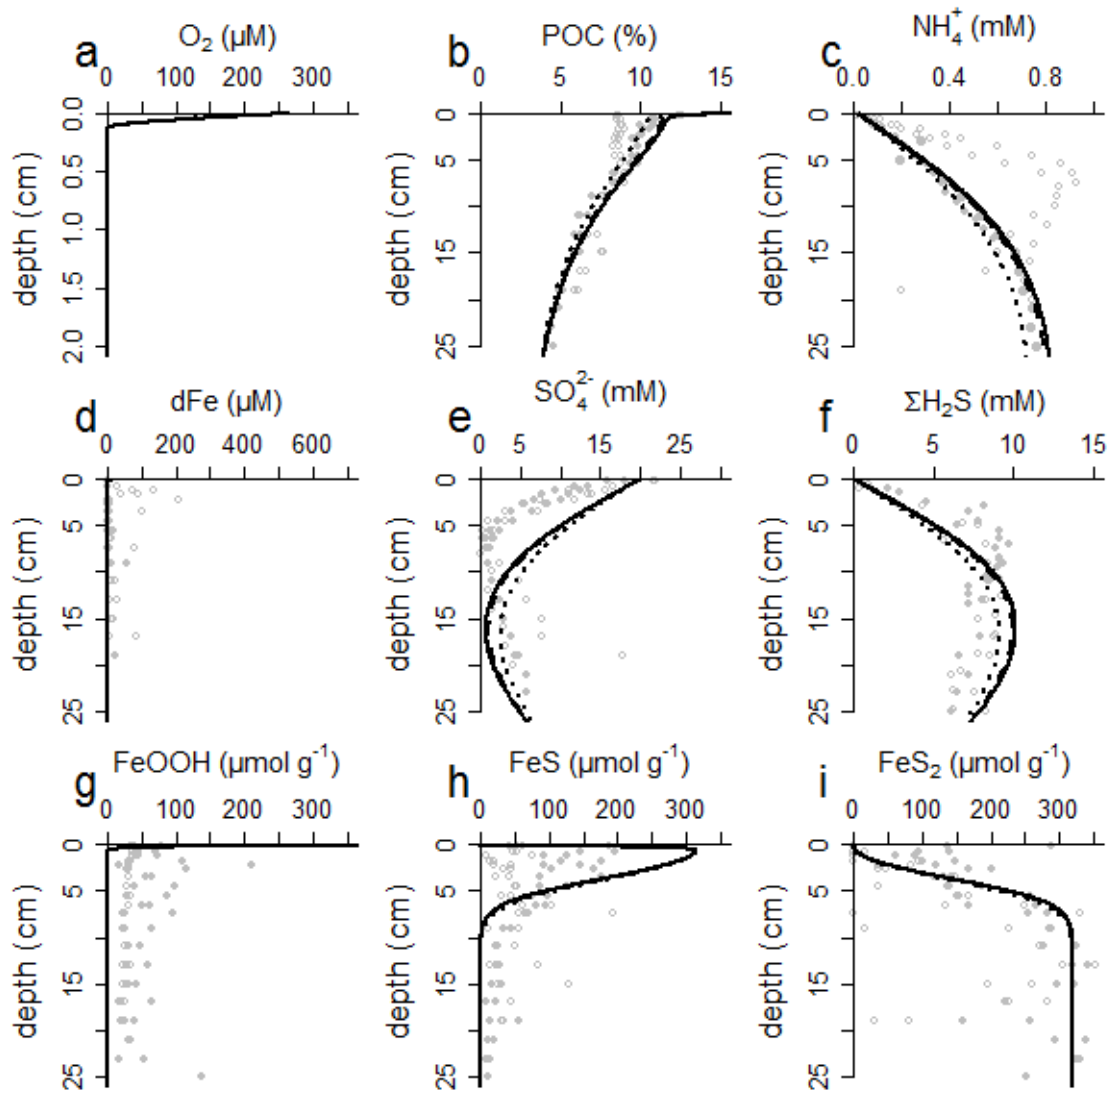 a O₂ (µM)
0 100 200 300
depth (cm)
0.0 0.5 1.0 1.5 2.0
b POC (%)
0 5 10 15
depth (cm)
0 5 15 25
c NH₄⁺ (mM)
0.0 0.4 0.8
depth (cm)
0 5 15 25
d dFe (µM)
0 200 400 600
depth (cm)
0 5 15 25
e SO₄²⁻ (mM)
0 5 15 25
depth (cm)
0 5 15 25
f ΣH₂S (mM)
0 5 10 15
depth (cm)
0 5 15 25
g FeOOH (µmol g⁻¹)
0 100 200 300
depth (cm)
0 5 15 25
h FeS (µmol g⁻¹)
0 100 200 300
depth (cm)
0 5 15 25
i FeS₂ (µmol g⁻¹)
0 100 200 300
depth (cm)
0 5 15 25